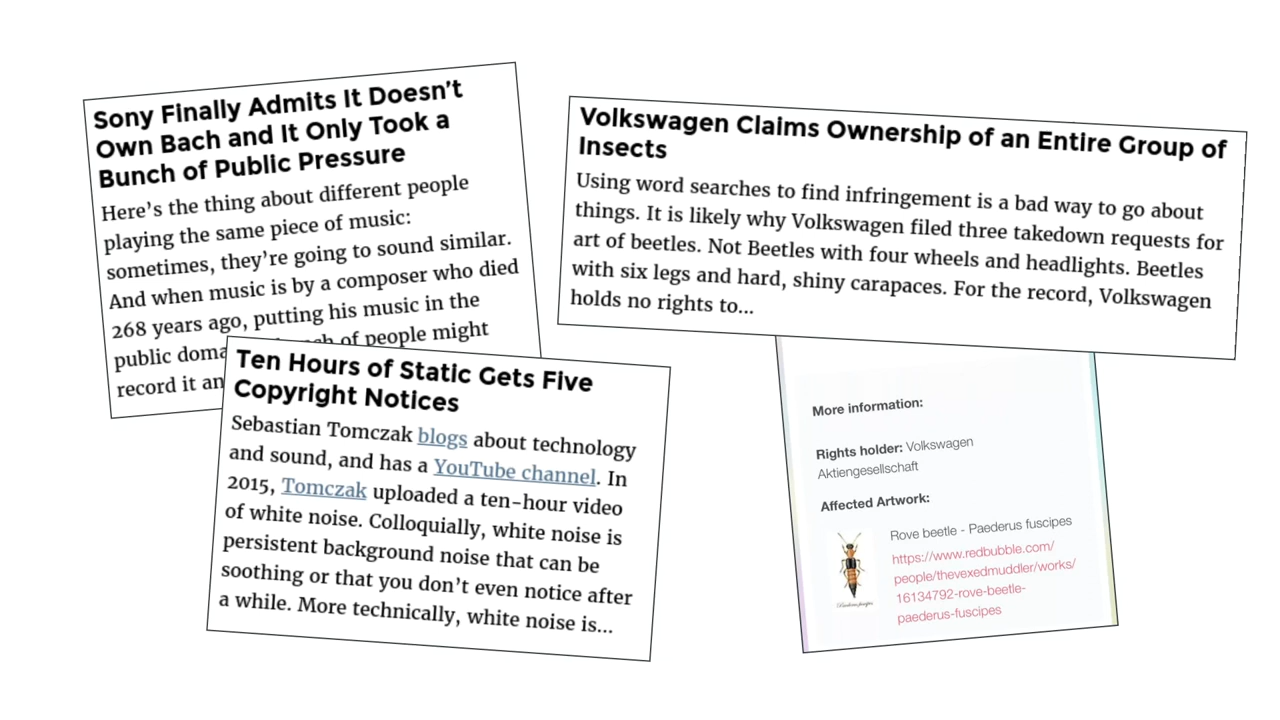 Sony Finally Admits It Doesn't
Own Bach and It Only Took a
Bunch of Public Pressure
Here's the thing about different people
playing the same piece of music:
sometimes, they're going to sound similar.
And when music is by a composer who died
268 years ago, putting his music in the
public of people might
record it
Volkswagen Claims Ownership of an Entire Group of
Insects
Using word searches to find infringement is a bad way to go about
things. It is likely why Volkswagen filed three takedown requests for
art of beetles. Not Beetles with four wheels and headlights. Beetles
with six legs and hard, shiny carapaces. For the record, Volkswagen
holds no rights to...
Ten Hours of Static Gets Five
Copyright Notices
Sebastian Tomczak blogs about technology
and sound, and has a YouTube channel. In
2015, Tomczak uploaded a ten-hour video
of white noise. Colloquially, white noise is
persistent background noise that can be
soothing or that you don't even notice after
a while. More technically, white noise is...
More information:
Rights holder: Volkswagen
Aktiengesellschaft
Affected Artwork:
Rove beetle - Paederus fuscipes
https://www.redbubble.com/
people/thevexedmuddler/works/
16134792-rove-beetle-
paederus-fuscipes